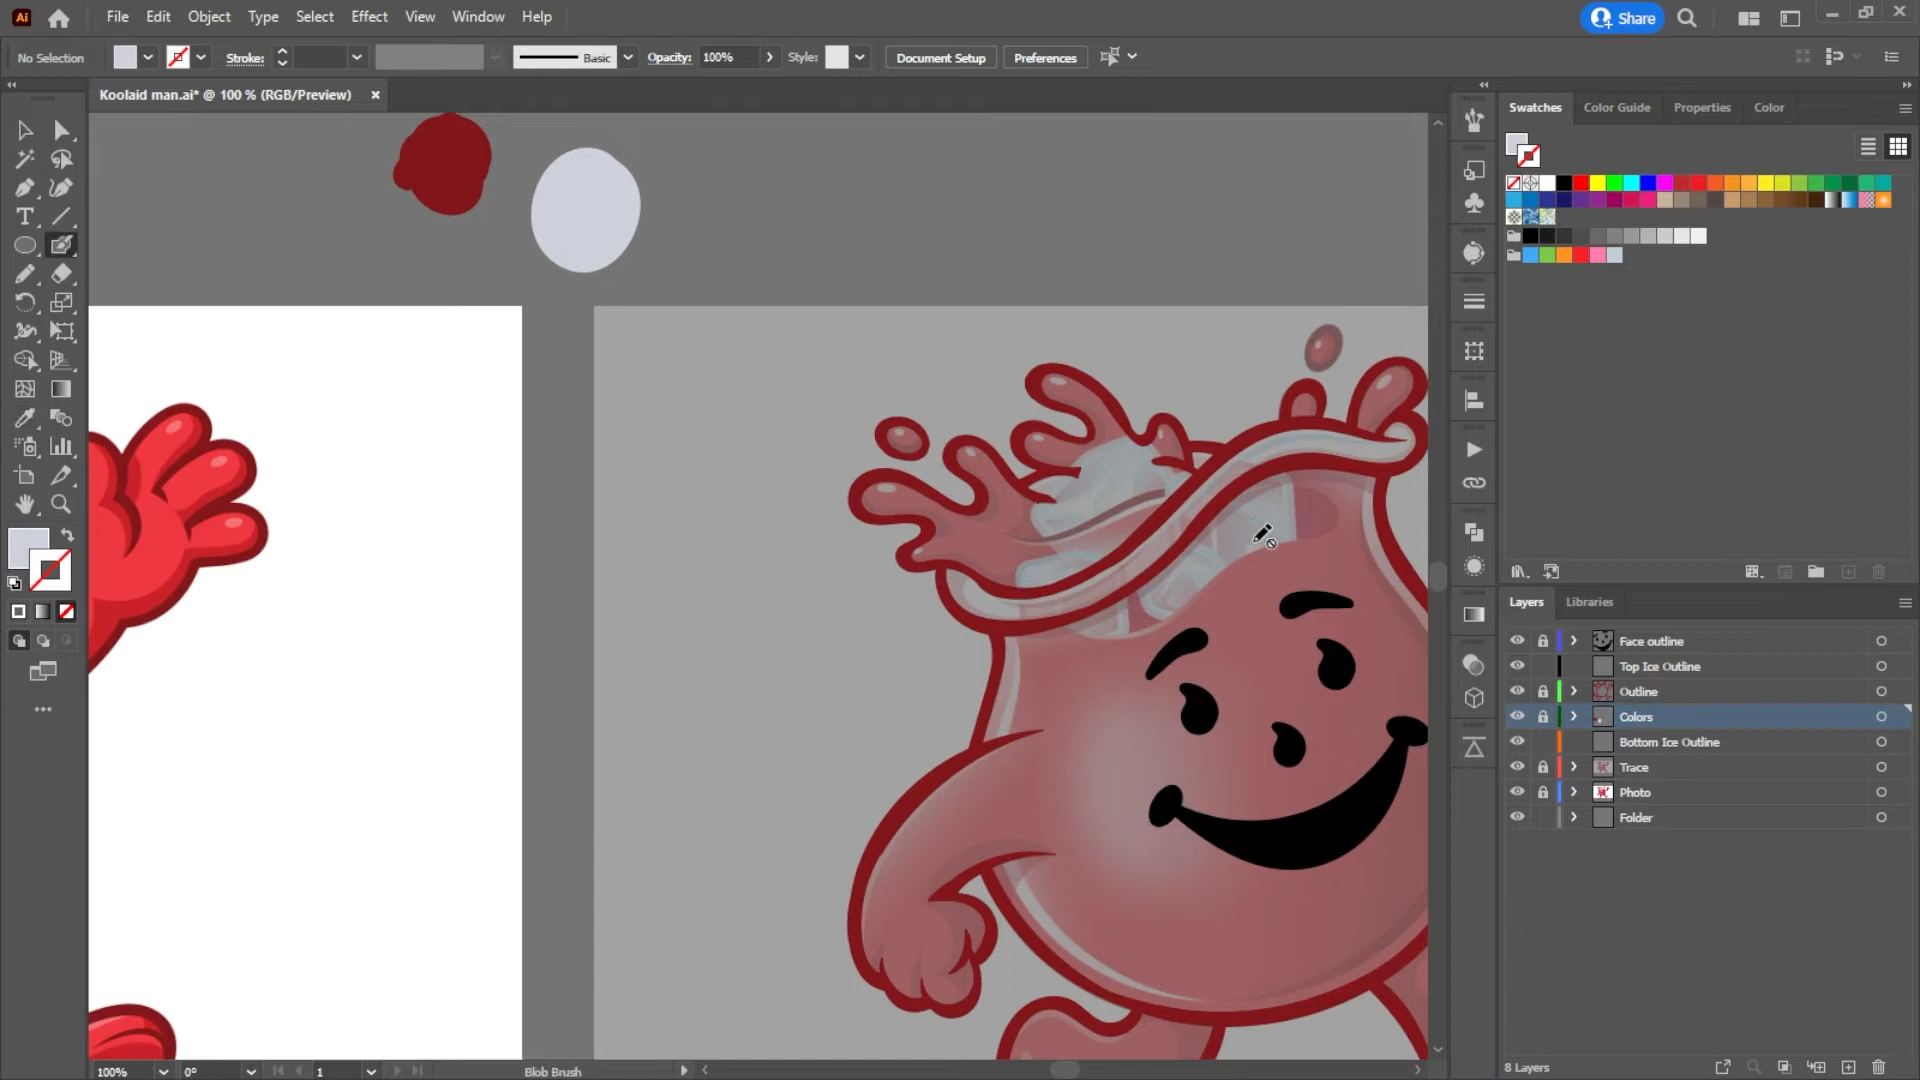 Ai File Edit Object Type Select Effect View Window Help Share
No Selection Stroke: Basic Opacity: 100% Style: Document Setup Preferences
Koolaid man.ai* @ 100 % (RGB/Preview)
Swatches Color Guide Properties Color
Layers Libraries
Face outline
Top Ice Outline
Outline
Colors
Bottom Ice Outline
Trace
Photo
Folder
100% 0° 1 Blob Brush 8 Layers